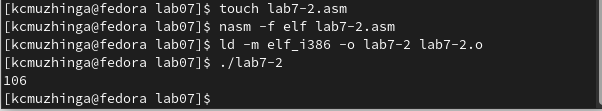 [kcmuzhinga@fedora lab07]$ touch lab7-2.asm
[kcmuzhinga@fedora lab07]$ nasm -f elf lab7-2.asm
[kcmuzhinga@fedora lab07]$ ld -m elf_i386 -o lab7-2 lab7-2.o
[kcmuzhinga@fedora lab07]$ ./lab7-2
106
[kcmuzhinga@fedora lab07]$